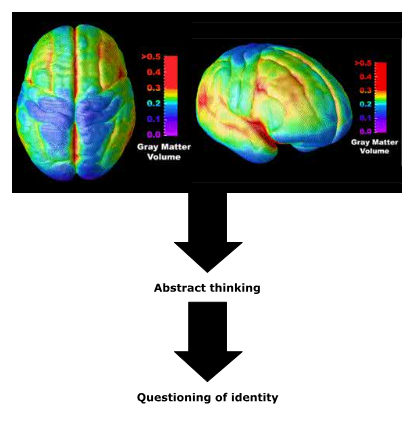 >0.5
0.4
0.3
0.2
0.1
0.0
Gray Matter
Volume
>0.5
0.4
0.3
0.2
0.1
0.0
Gray Matter
Volume
Abstract thinking
Questioning of identity